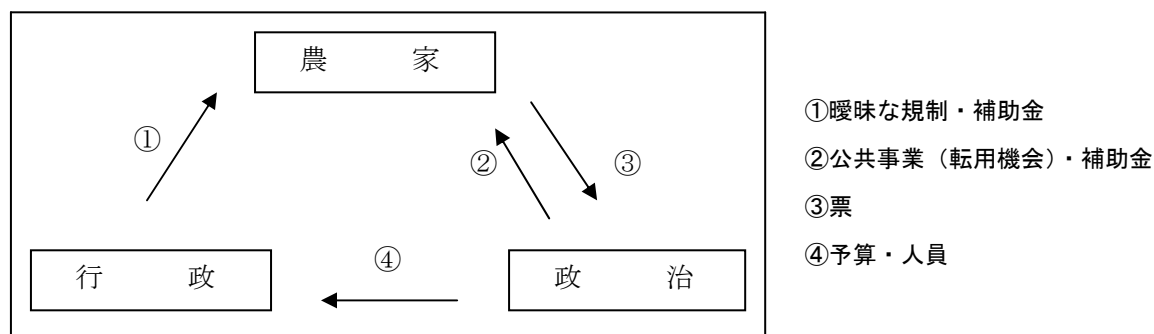 農 家
①
②
③
④
行 政
政 治
①曖昧な規制・補助金
②公共事業（転用機会）・補助金
③票
④予算・人員